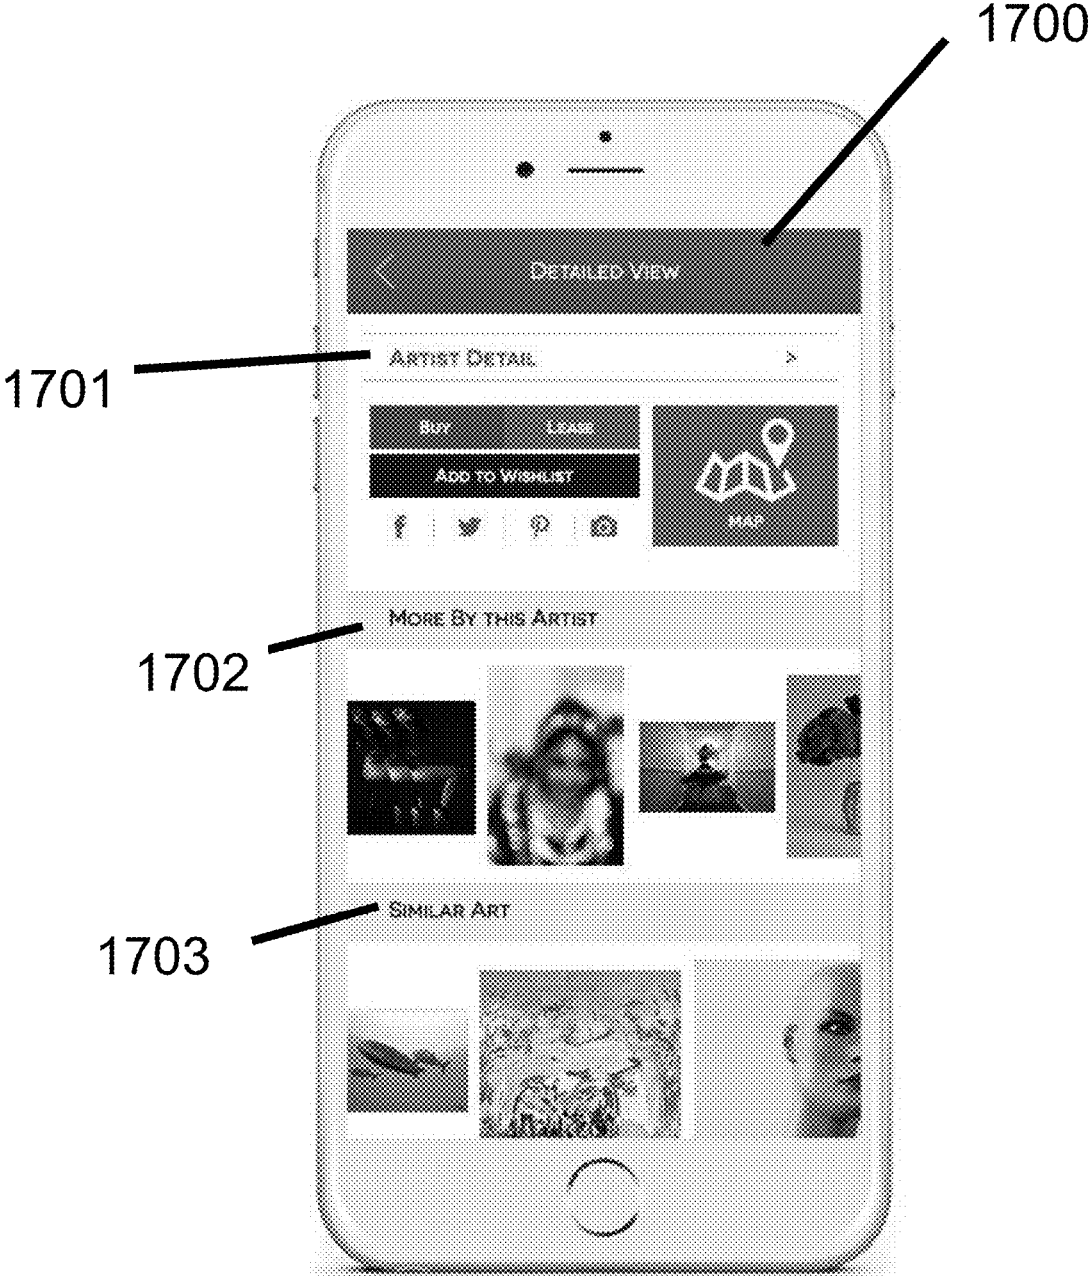 1700
DETAILED VIEW
1701
ARTIST DETAIL >
BUY LEASE
ADD TO WISHLIST
MAP
MORE BY THIS ARTIST
1702
SIMILAR ART
1703